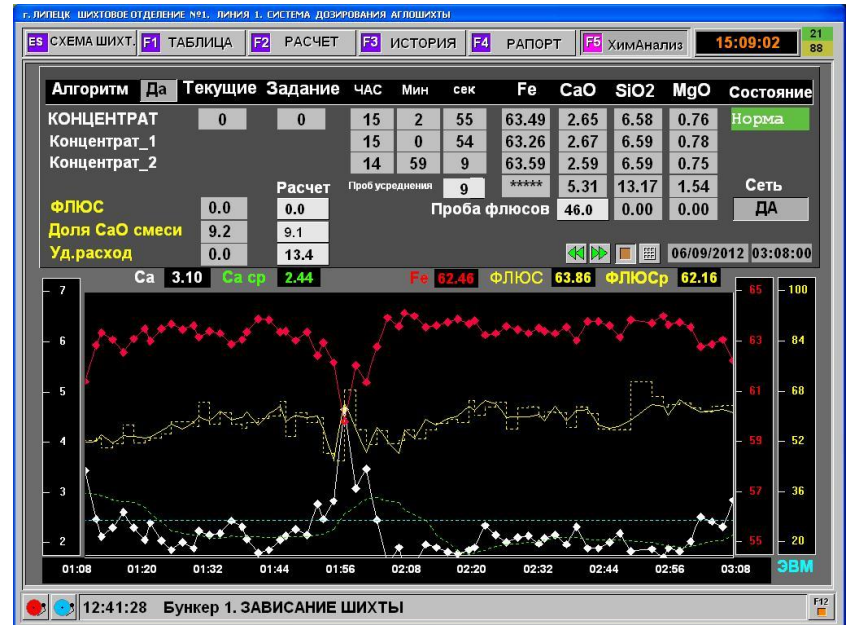 г. ЛИПЕЦК ШИХТОВОЕ ОТДЕЛЕНИЕ №1. ЛИНИЯ 1. СИСТЕМА ДОЗИРОВАНИЯ АГЛОШИХТЫ
ES СХЕМА ШИХТ. F1 ТАБЛИЦА F2 РАСЧЕТ F3 ИСТОРИЯ F4 РАПОРТ F5 ХимАнализ 15:09:02 21 88
Алгоритм Да Текущие Задание ЧАС Мин сек Fe CaO SiO2 MgO Состояние
КОНЦЕНТРАТ 0 0 15 2 55 63.49 2.65 6.58 0.76 Норма
Концентрат_1 15 0 54 63.26 2.67 6.59 0.78
Концентрат_2 14 59 9 63.59 2.59 6.59 0.75
Расчет Проб усреднения 9 ***** 5.31 13.17 1.54 Сеть
ФЛЮС 0.0 0.0 Проба флюсов 46.0 0.00 0.00 ДА
Доля СаО смеси 9.2 9.1
Уд.расход 0.0 13.4 06/09/2012 03:08:00
Ca 3.10 Ca ср 2.44 Fe 62.46 ФЛЮС 63.86 ФЛЮСр 62.16
7 65 100
6 63 84
5 61 68
4 59 52
3 57 36
2 55 20
01:08 01:20 01:32 01:44 01:56 02:08 02:20 02:32 02:44 02:56 03:08 ЭВМ
12:41:28 Бункер 1. ЗАВИСАНИЕ ШИХТЫ F12